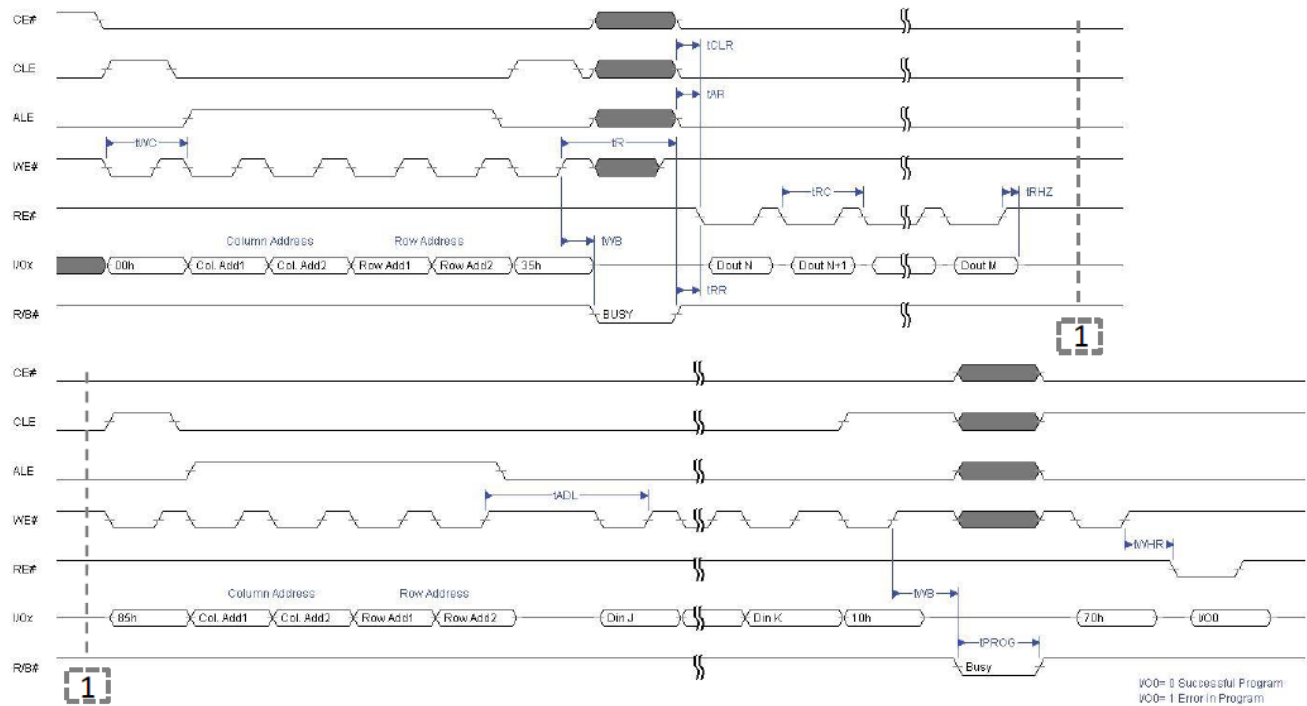 CE#
tCLR
CLE
tAR
ALE
tWC
tR
WE#
tRC
tRHZ
RE#
Column Address Row Address
tWB
I/Ox 00h Col. Add1 Col. Add2 Row Add1 Row Add2 35h Dout N Dout N+1 Dout M
tRR
R/B# BUSY
1
CE#
CLE
ALE
tADL
WE#
tWHR
RE#
Column Address Row Address
tWB
I/Ox 85h Col. Add1 Col. Add2 Row Add1 Row Add2 Din J Din K 10h 70h I/O0
tPROG
R/B# Busy
1
I/O0= 0 Successful Program
I/O0= 1 Error in Program